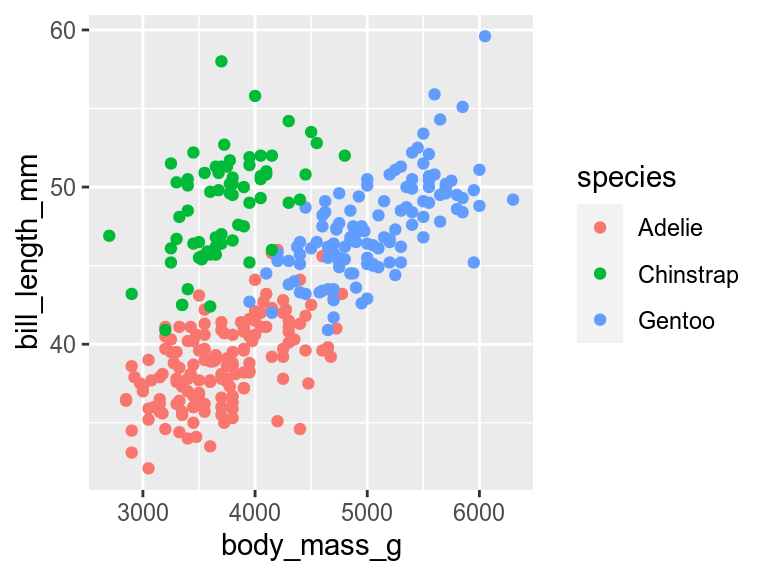 60
50
40
bill_length_mm
3000 4000 5000 6000
body_mass_g
species
Adelie
Chinstrap
Gentoo